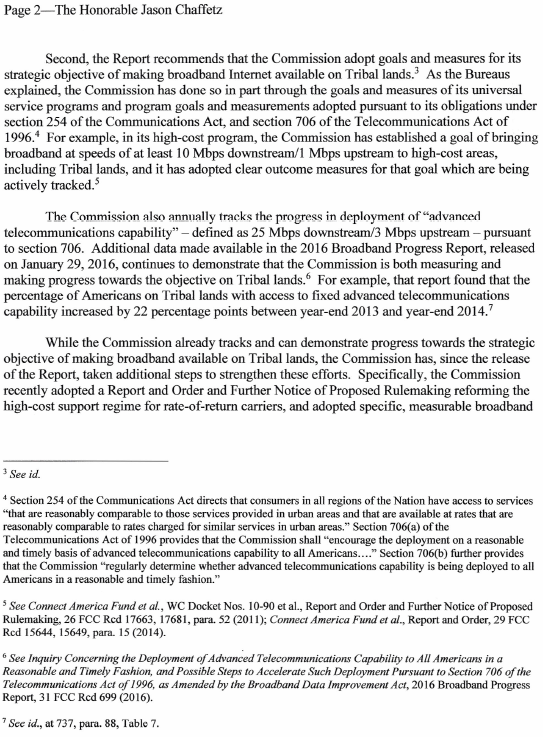 Page 2—The Honorable Jason Chaffetz
Second, the Report recommends that the Commission adopt goals and measures for its
strategic objective of making broadband Internet available on Tribal lands.3 As the Bureaus
explained, the Commission has done so in part through the goals and measures of its universal
service programs and program goals and measurements adopted pursuant to its obligations under
section 254 of the Communications Act, and section 706 of the Telecommunications Act of
1996.4 For example, in its high-cost program, the Commission has established a goal of bringing
broadband at speeds of at least 10 Mbps downstream/1 Mbps upstream to high-cost areas,
including Tribal lands, and it has adopted clear outcome measures for that goal which are being
actively tracked.5
The Commission also annually tracks the progress in deployment of “advanced
telecommunications capability” – defined as 25 Mbps downstream/3 Mbps upstream – pursuant
to section 706. Additional data made available in the 2016 Broadband Progress Report, released
on January 29, 2016, continues to demonstrate that the Commission is both measuring and
making progress towards the objective on Tribal lands.6 For example, that report found that the
percentage of Americans on Tribal lands with access to fixed advanced telecommunications
capability increased by 22 percentage points between year-end 2013 and year-end 2014.7
While the Commission already tracks and can demonstrate progress towards the strategic
objective of making broadband available on Tribal lands, the Commission has, since the release
of the Report, taken additional steps to strengthen these efforts. Specifically, the Commission
recently adopted a Report and Order and Further Notice of Proposed Rulemaking reforming the
high-cost support regime for rate-of-return carriers, and adopted specific, measurable broadband
3 See id.
4 Section 254 of the Communications Act directs that consumers in all regions of the Nation have access to services
“that are reasonably comparable to those services provided in urban areas and that are available at rates that are
reasonably comparable to rates charged for similar services in urban areas.” Section 706(a) of the
Telecommunications Act of 1996 provides that the Commission shall “encourage the deployment on a reasonable
and timely basis of advanced telecommunications capability to all Americans….” Section 706(b) further provides
that the Commission “regularly determine whether advanced telecommunications capability is being deployed to all
Americans in a reasonable and timely fashion.”
5 See Connect America Fund et al., WC Docket Nos. 10-90 et al., Report and Order and Further Notice of Proposed
Rulemaking, 26 FCC Rcd 17663, 17681, para. 52 (2011); Connect America Fund et al., Report and Order, 29 FCC
Rcd 15644, 15649, para. 15 (2014).
6 See Inquiry Concerning the Deployment of Advanced Telecommunications Capability to All Americans in a
Reasonable and Timely Fashion, and Possible Steps to Accelerate Such Deployment Pursuant to Section 706 of the
Telecommunications Act of 1996, as Amended by the Broadband Data Improvement Act, 2016 Broadband Progress
Report, 31 FCC Rcd 699 (2016).
7 See id., at 737, para. 88, Table 7.